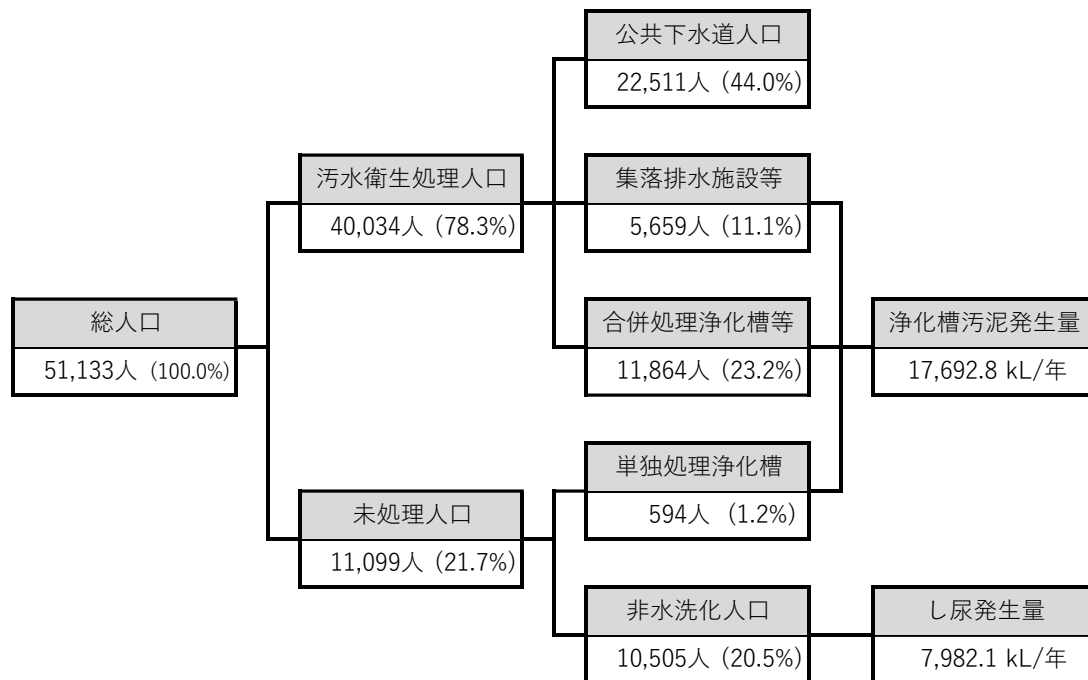 公共下水道人口
22,511人 (44.0%)
汚水衛生処理人口
40,034人 (78.3%)
集落排水施設等
5,659人 (11.1%)
総人口
51,133人 (100.0%)
合併処理浄化槽等
11,864人 (23.2%)
浄化槽汚泥発生量
17,692.8 kL/年
単独処理浄化槽
594人 (1.2%)
未処理人口
11,099人 (21.7%)
非水洗化人口
10,505人 (20.5%)
し尿発生量
7,982.1 kL/年